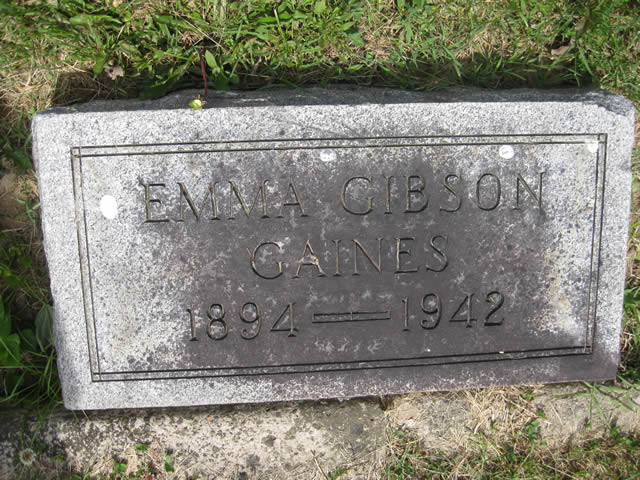 EMMA GIBSON
GAINES
1894 — 1942